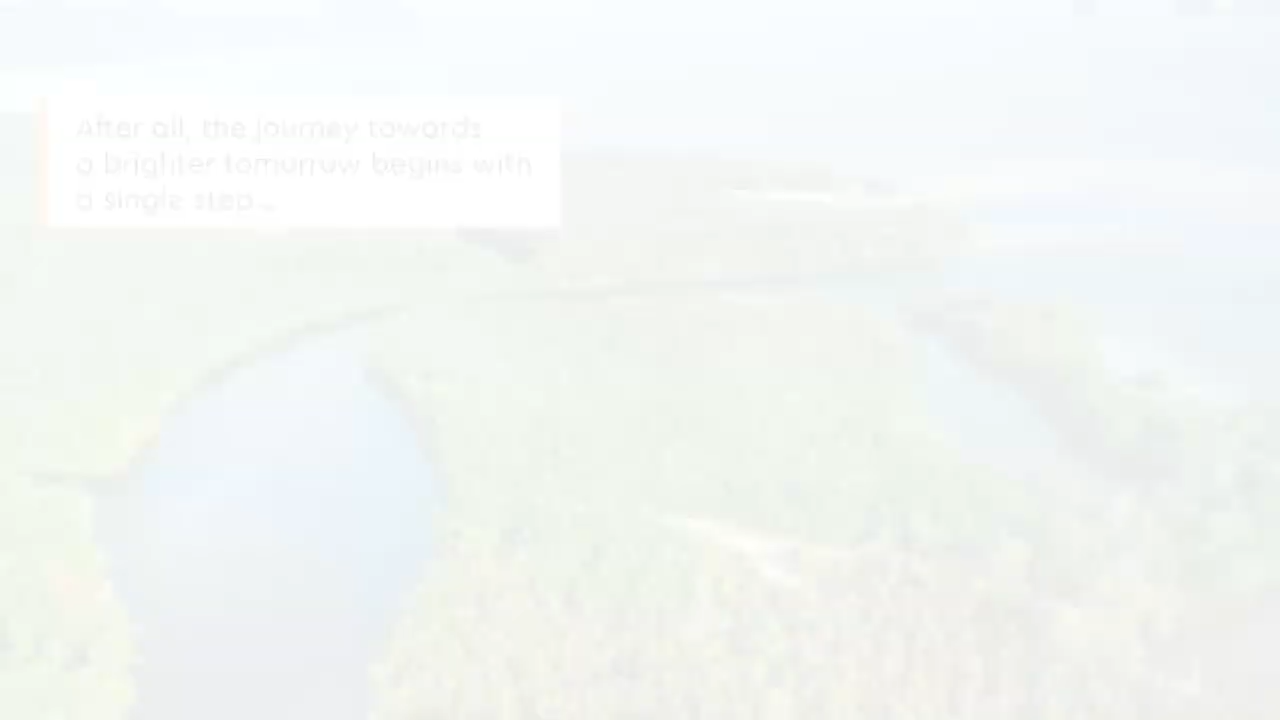 After all, the journey towards
a brighter tomorrow begins with
a single step...